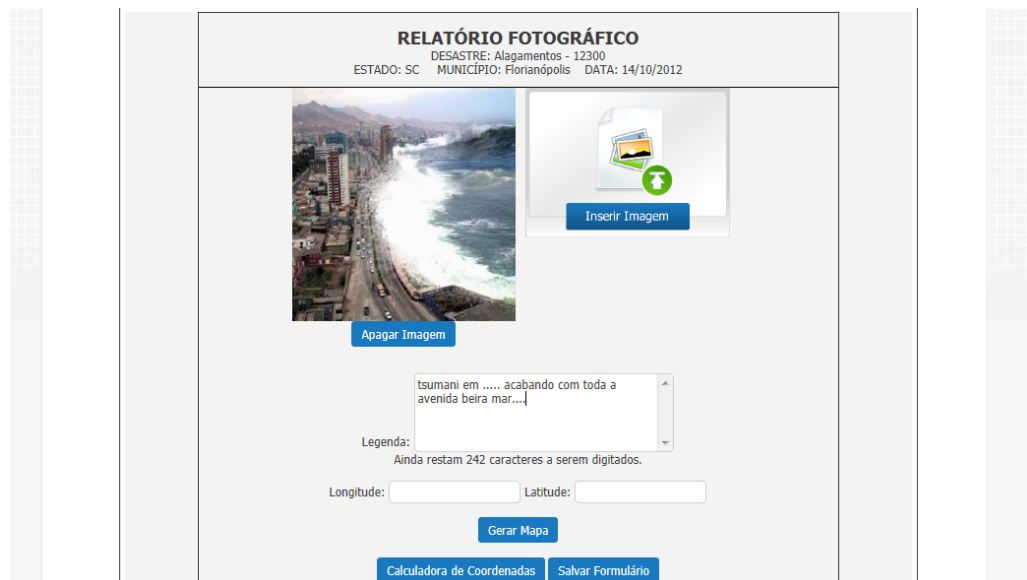 RELATÓRIO FOTOGRÁFICO
DESASTRE: Alagamentos - 12300
ESTADO: SC MUNICÍPIO: Florianópolis DATA: 14/10/2012
Inserir Imagem
Apagar Imagem
tsumani em ..... acabando com toda a
avenida beira mar....
Legenda:
Ainda restam 242 caracteres a serem digitados.
Longitude: Latitude:
Gerar Mapa
Calculadora de Coordenadas Salvar Formulário